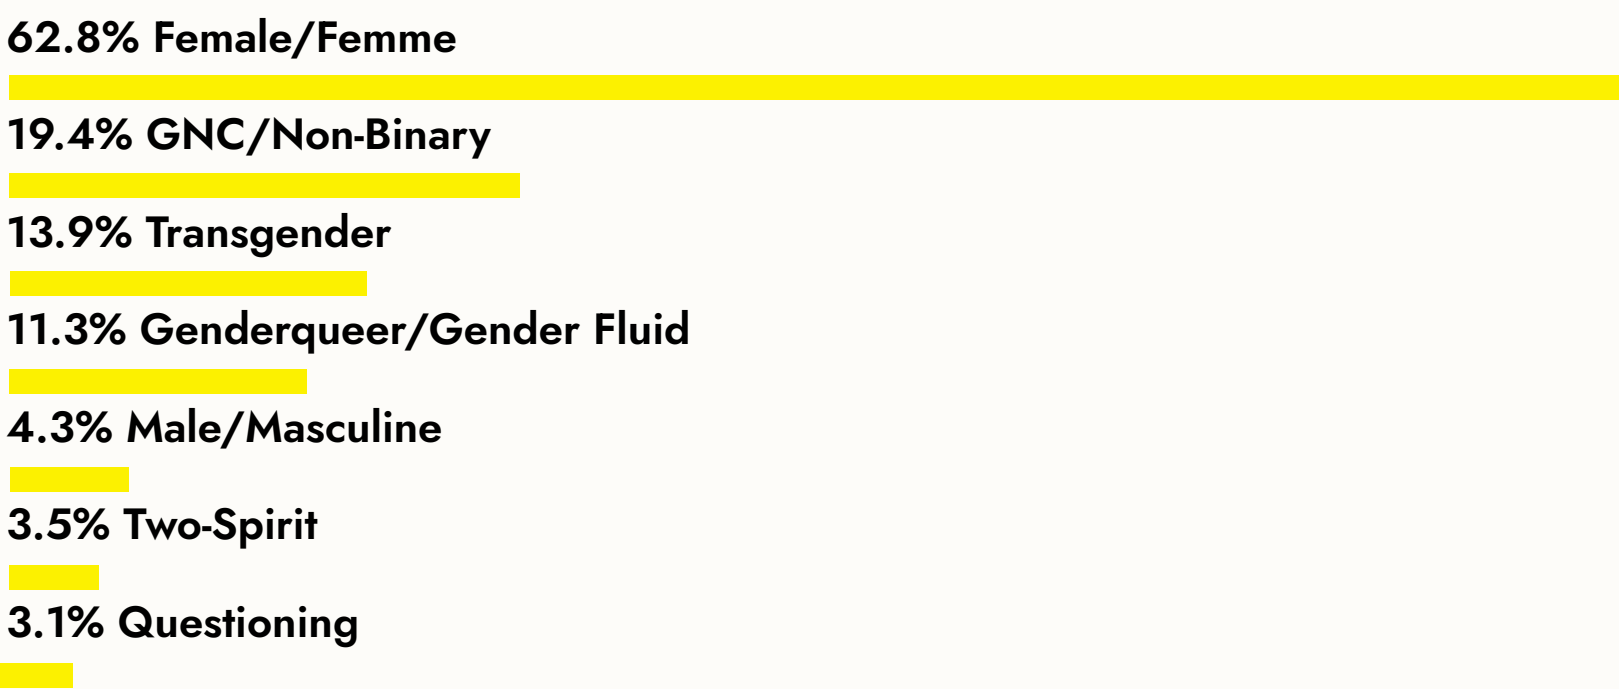 62.8% Female/Femme
19.4% GNC/Non-Binary
13.9% Transgender
11.3% Genderqueer/Gender Fluid
4.3% Male/Masculine
3.5% Two-Spirit
3.1% Questioning